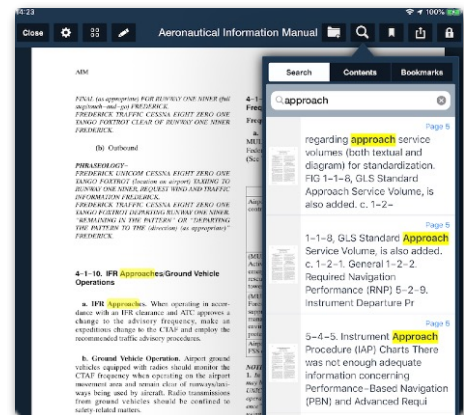 14:23
100%
Close
Aeronautical Information Manual
AIM
FINAL (as appropriate) FOR RUNWAY ONE NINER (full
stop/touch-and-go) FREDERICK.
FREDERICK TRAFFIC CESSNA EIGHT ZERO ONE
TANGO FOXTROT CLEAR OF RUNWAY ONE NINER
FREDERICK.
(b) Outbound
PHRASEOLOGY-
FREDERICK UNICOM CESSNA EIGHT ZERO ONE
TANGO FOXTROT (location on airport) TAXIING TO
RUNWAY ONE NINER, REQUEST WIND AND TRAFFIC
INFORMATION FREDERICK.
FREDERICK TRAFFIC CESSNA EIGHT ZERO ONE
TANGO FOXTROT DEPARTING RUNWAY ONE NINER.
"REMAINING IN THE PATTERN" OR "DEPARTING
THE PATTERN TO THE (direction) (as appropriate)"
FREDERICK.
4-1-10. IFR Approaches/Ground Vehicle
Operations
a. IFR Approaches. When operating in accor-
dance with an IFR clearance and ATC approves a
change to the advisory frequency, make an
expeditious change to the CTAF and employ the
recommended traffic advisory procedures.
b. Ground Vehicle Operation. Airport ground
vehicles equipped with radios should monitor the
CTAF frequency when operating on the airport
movement area and remain clear of runways/taxi-
ways being used by aircraft. Radio transmissions
from ground vehicles should be confined to
safety-related matters.
4-1-
Freq
Search
Contents
Bookmarks
approach
Page 5
regarding approach service
volumes (both textual and
diagram) for standardization.
FIG 1-1-8, GLS Standard
Approach Service Volume, is
also added. c. 1-2-
Page 5
1-1-8, GLS Standard Approach
Service Volume, is also added.
c. 1-2-1. General 1-2-2.
Required Navigation
Performance (RNP) 5-2-9.
Instrument Departure Pr
Page 5
5-4-5. Instrument Approach
Procedure (IAP) Charts There
was not enough adequate
information concerning
Performance-Based Navigation
(PBN) and Advanced Requi